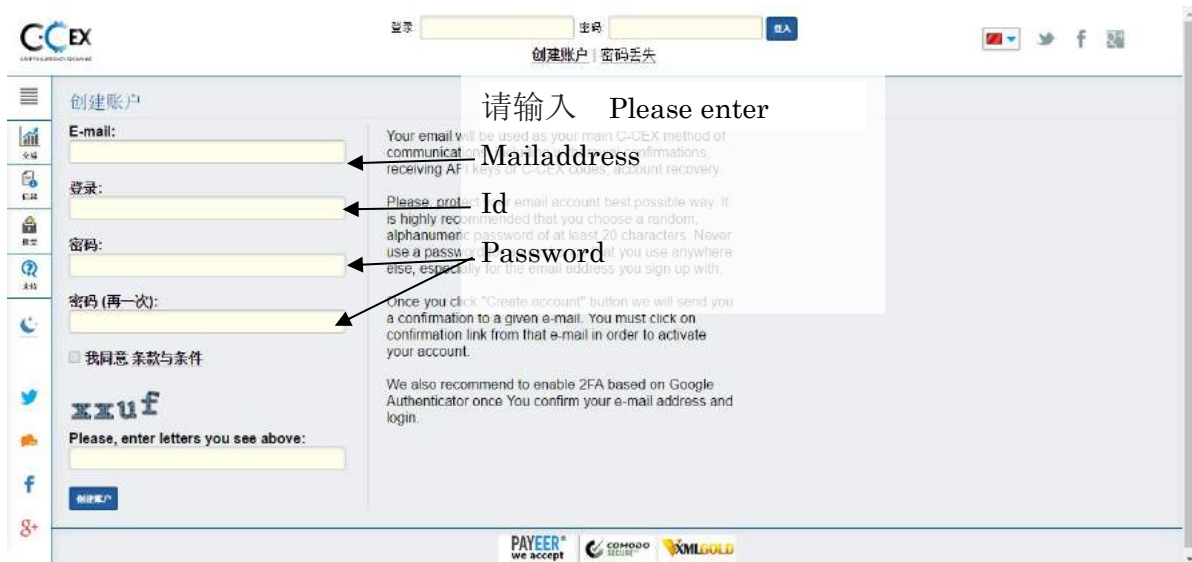 C-CEX
登录:
密码:
登入
创建账户 | 密码丢失
创建账户
请输入 Please enter
E-mail:
Mailaddress
登录:
Id
密码:
Password
密码 (再一次):
我同意 条款与条件
xxuf
Please, enter letters you see above:
创建账户
Your email will be used as your main C-CEX method of
communication, confirmations,
receiving API keys or C-CEX codes, account recovery.
Please, protect your email account best possible way. It
is highly recommended that you choose a random,
alphanumeric password of at least 20 characters. Never
use a password that you use anywhere
else, especially for the email address you sign up with.
Once you click "Create account" button we will send you
a confirmation to a given e-mail. You must click on
confirmation link from that e-mail in order to activate
your account.
We also recommend to enable 2FA based on Google
Authenticator once You confirm your e-mail address and
login.
PAYEER
we accept
COMODO
SECURE
XMLGOLD